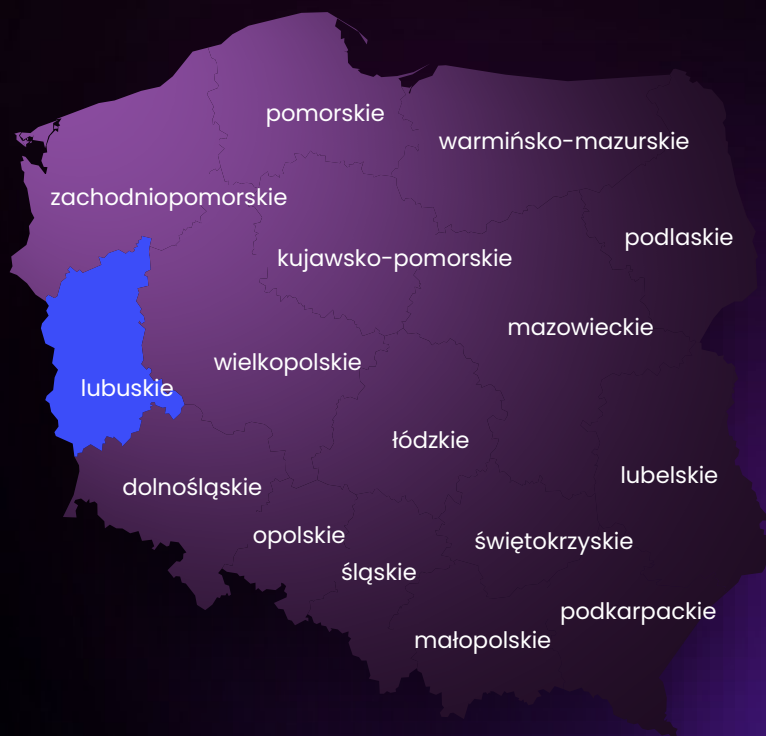 pomorskie
warmińsko-mazurskie
zachodniopomorskie
podlaskie
kujawsko-pomorskie
mazowieckie
wielkopolskie
lubuskie
łódzkie
lubelskie
dolnośląskie
opolskie
świętokrzyskie
śląskie
podkarpackie
małopolskie